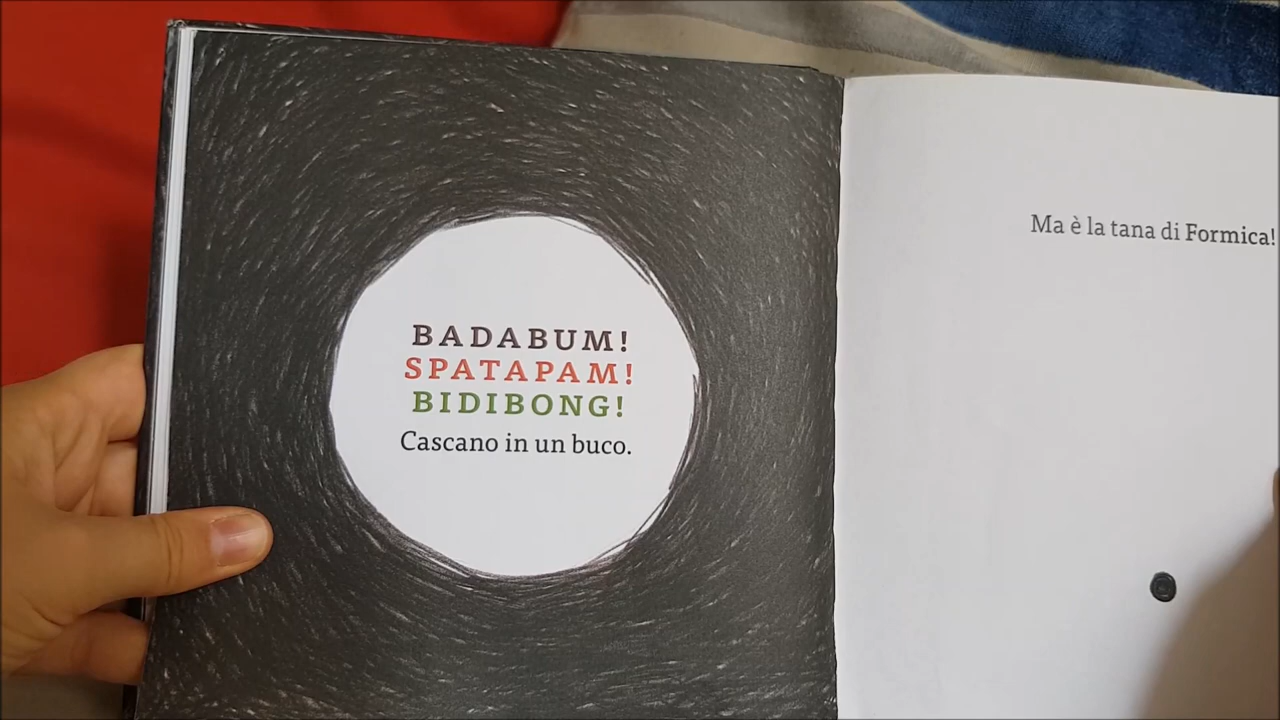 BADABUM!
SPATAPAM!
BIDIBONG!
Cascano in un buco.
Ma è la tana di Formica!